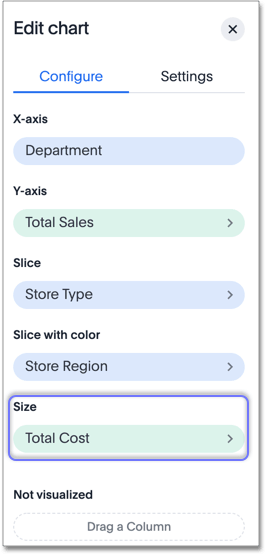 Edit chart
Configure Settings
X-axis
Department
Y-axis
Total Sales
Slice
Store Type
Slice with color
Store Region
Size
Total Cost
Not visualized
Drag a Column